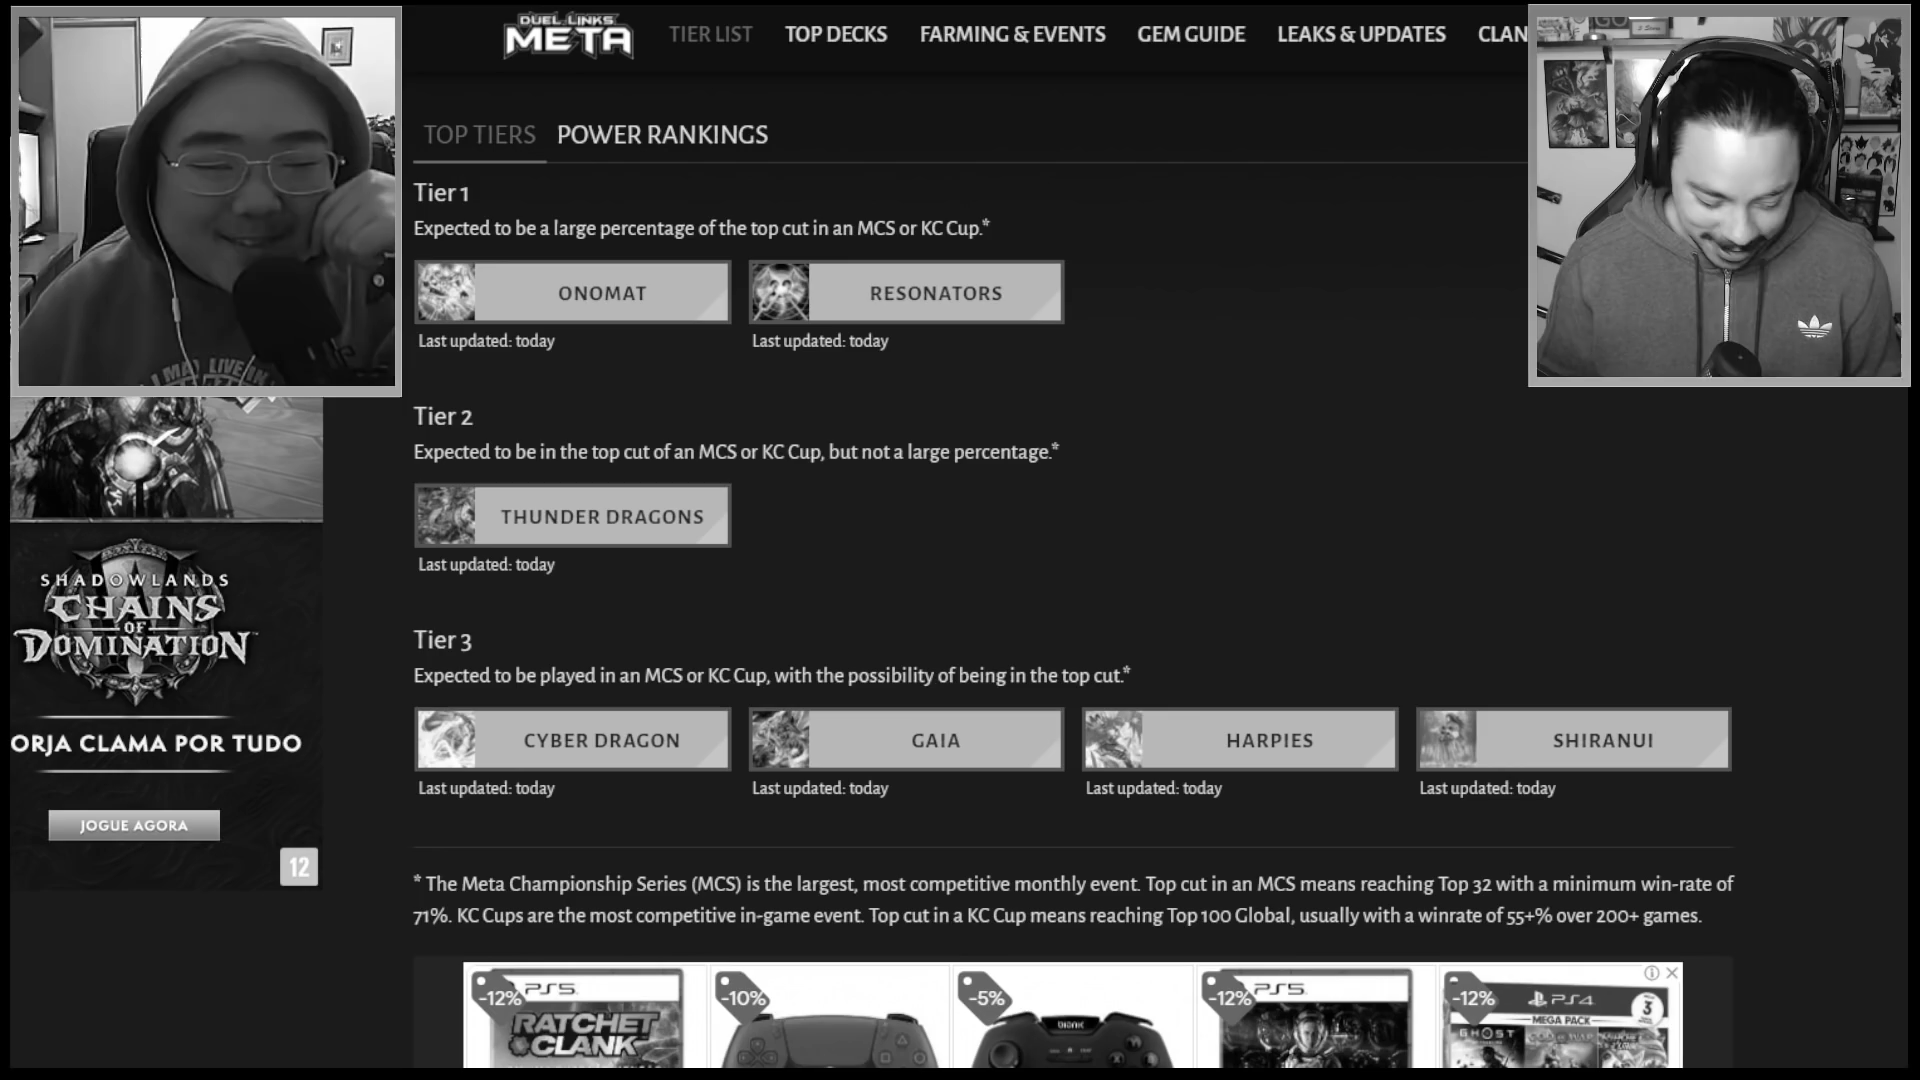 DUEL LINKS
META
TIER LIST
TOP DECKS
FARMING & EVENTS
GEM GUIDE
LEAKS & UPDATES
CLAN
TOP TIERS
POWER RANKINGS
Tier 1
Expected to be a large percentage of the top cut in an MCS or KC Cup.*
ONOMAT
RESONATORS
Last updated: today
Last updated: today
Tier 2
Expected to be in the top cut of an MCS or KC Cup, but not a large percentage.*
THUNDER DRAGONS
Last updated: today
Tier 3
Expected to be played in an MCS or KC Cup, with the possibility of being in the top cut.*
CYBER DRAGON
GAIA
HARPIES
SHIRANUI
Last updated: today
Last updated: today
Last updated: today
Last updated: today
* The Meta Championship Series (MCS) is the largest, most competitive monthly event. Top cut in an MCS means reaching Top 32 with a minimum win-rate of
71%. KC Cups are the most competitive in-game event. Top cut in a KC Cup means reaching Top 100 Global, usually with a winrate of 55+% over 200+ games.
SHADOWLANDS
CHAINS
OF
DOMINATION
ORJA CLAMA POR TUDO
JOGUE AGORA
12
-12%
PS5
RATCHET
CLANK
-10%
-5%
-12%
PS5
-12%
PS4
MEGA PACK
3
GHOST
LIVE IN